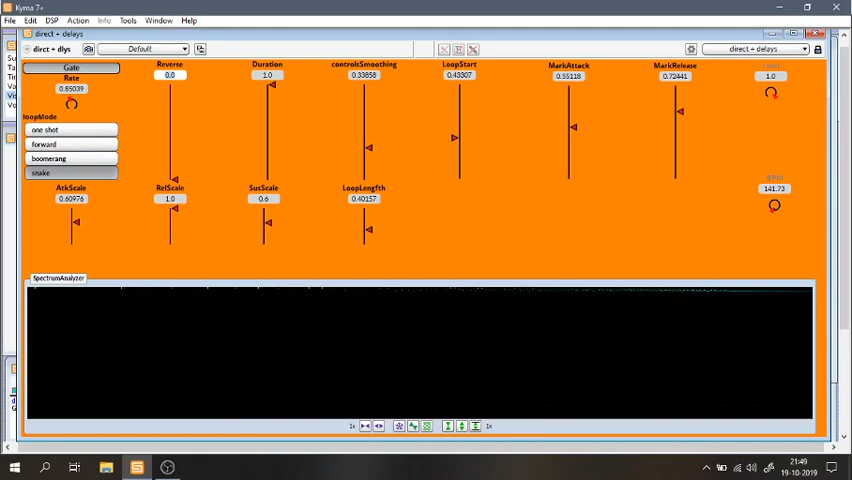 Kyma 7+
File Edit DSP Action Info Tools Window Help
direct + delays
dirct + dlys Default direct + delays
Gate
Rate
0.85039
loopMode
one shot
forward
boomerang
snake
Reverse
0.0
Duration
1.0
controlsSmoothing
0.33858
LoopStart
0.43307
MarkAttack
0.55118
MarkRelease
0.72441
Level
1.0
AtkScale
0.60976
RelScale
1.0
SusScale
0.6
LoopLength
0.40157
BPM
141.73
SpectrumAnalyzer
1x 1x
21:49
19-10-2019